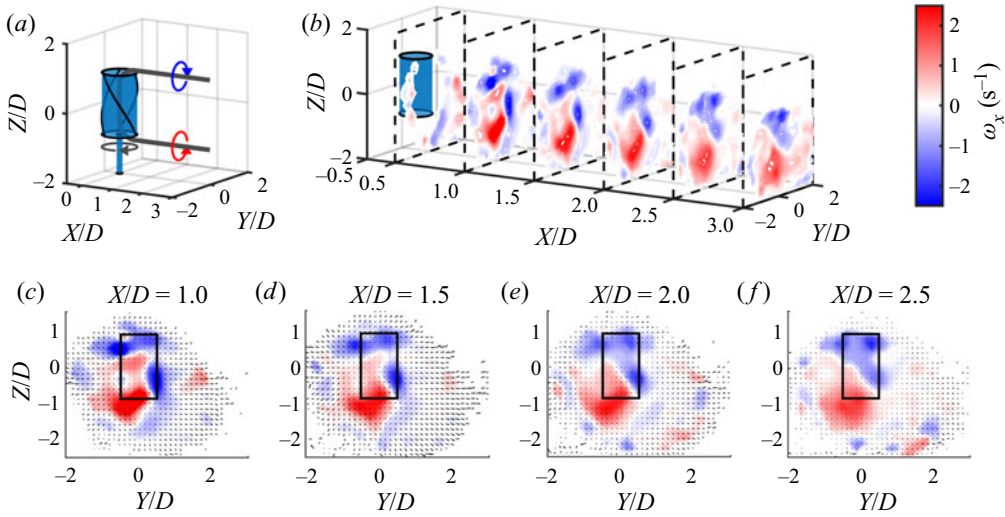 (a)
2
0
−2
Z/D
0
1
2
3
X/D
−2
0
2
Y/D
(b)
2
0
−2
Z/D
−0.5
0.5
1.0
1.5
2.0
2.5
3.0
X/D
−2
0
2
Y/D
2
1
0
−1
−2
ωx (s−1)
(c) X/D = 1.0
(d) X/D = 1.5
(e) X/D = 2.0
(f) X/D = 2.5
Z/D
1
0
−1
−2
−2 0 2
Y/D
1
0
−1
−2
−2 0 2
Y/D
1
0
−1
−2
−2 0 2
Y/D
1
0
−1
−2
−2 0 2
Y/D